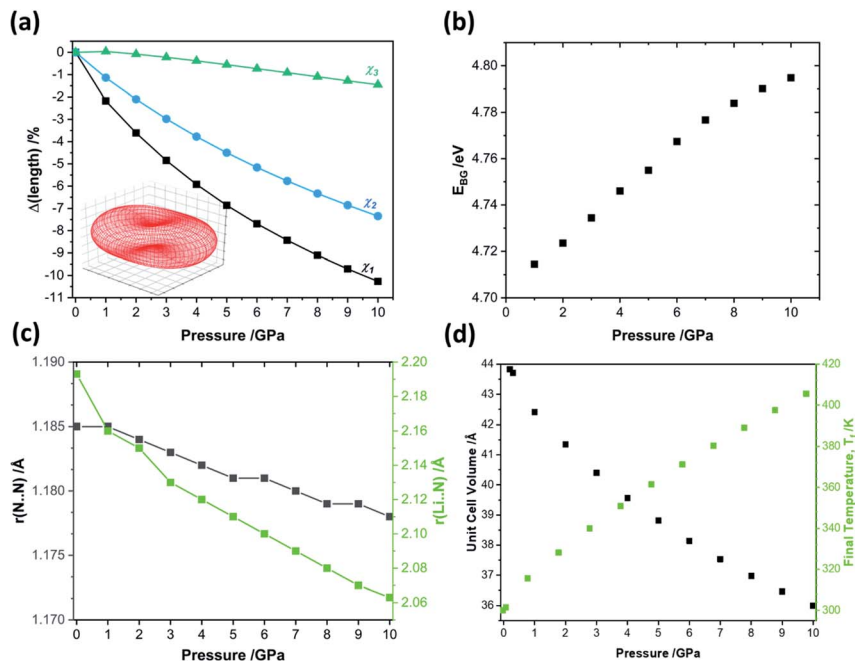 (a)
0
-1
-2
-3
-4
-5
-6
-7
-8
-9
-10
-11
Δ(length) /%
χ3
χ2
χ1
0 1 2 3 4 5 6 7 8 9 10
Pressure /GPa
(b)
4.80
4.78
4.76
4.74
4.72
4.70
EBG /eV
0 2 4 6 8 10
Pressure /GPa
(c)
1.190
1.185
1.180
1.175
1.170
r(N..N) /Å
2.20
2.18
2.16
2.14
2.12
2.10
2.08
2.06
r(Li..N) /Å
0 1 2 3 4 5 6 7 8 9 10
Pressure /GPa
(d)
44
43
42
41
40
39
38
37
36
Unit Cell Volume /Å
420
400
380
360
340
320
300
Final Temperature, Tf /K
0 1 2 3 4 5 6 7 8 9 10
Pressure /GPa